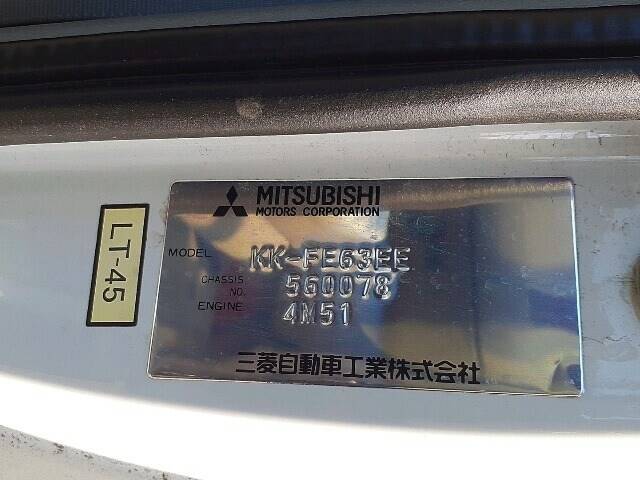 MITSUBISHI
MOTORS CORPORATION
MODEL KK-FE63EE
CHASSIS NO. 560078
ENGINE 4M51
三菱自動車工業株式会社
LT-45